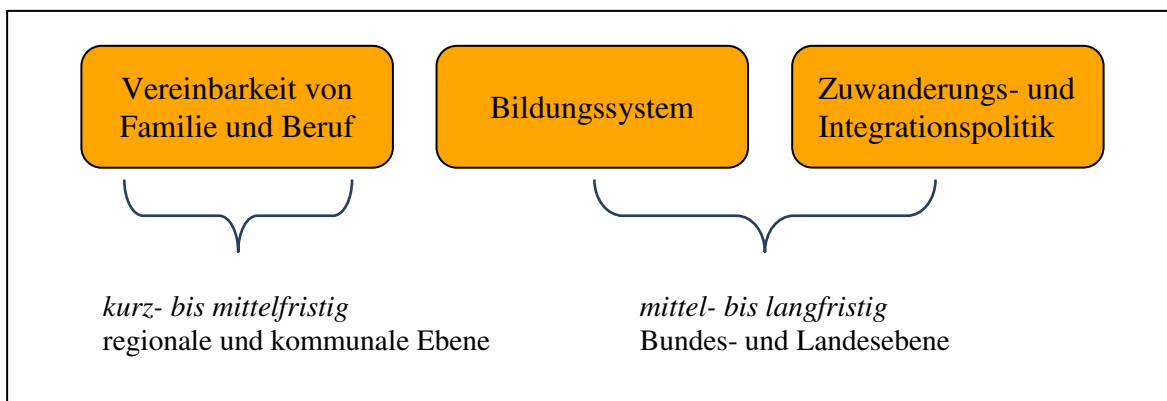 Vereinbarkeit von
Familie und Beruf
Bildungssystem
Zuwanderungs- und
Integrationspolitik
kurz- bis mittelfristig
regionale und kommunale Ebene
mittel- bis langfristig
Bundes- und Landesebene